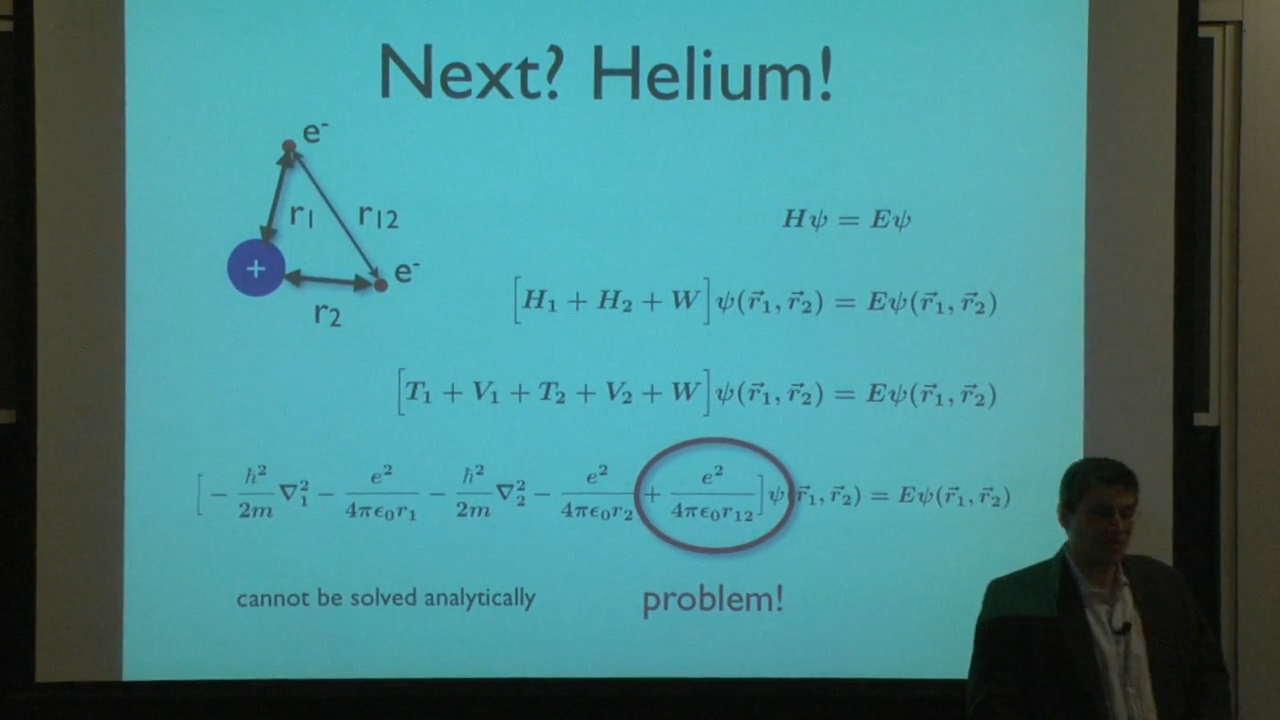 Next? Helium!
e⁻
r₁
r₁₂
+
e⁻
r₂
Hψ = Eψ
[H₁ + H₂ + W]ψ(r⃗₁, r⃗₂) = Eψ(r⃗₁, r⃗₂)
[T₁ + V₁ + T₂ + V₂ + W]ψ(r⃗₁, r⃗₂) = Eψ(r⃗₁, r⃗₂)
[− ℏ²/2m ∇₁² − e²/4πϵ₀r₁ − ℏ²/2m ∇₂² − e²/4πϵ₀r₂ + e²/4πϵ₀r₁₂]ψ(r⃗₁, r⃗₂) = Eψ(r⃗₁, r⃗₂)
cannot be solved analytically
problem!